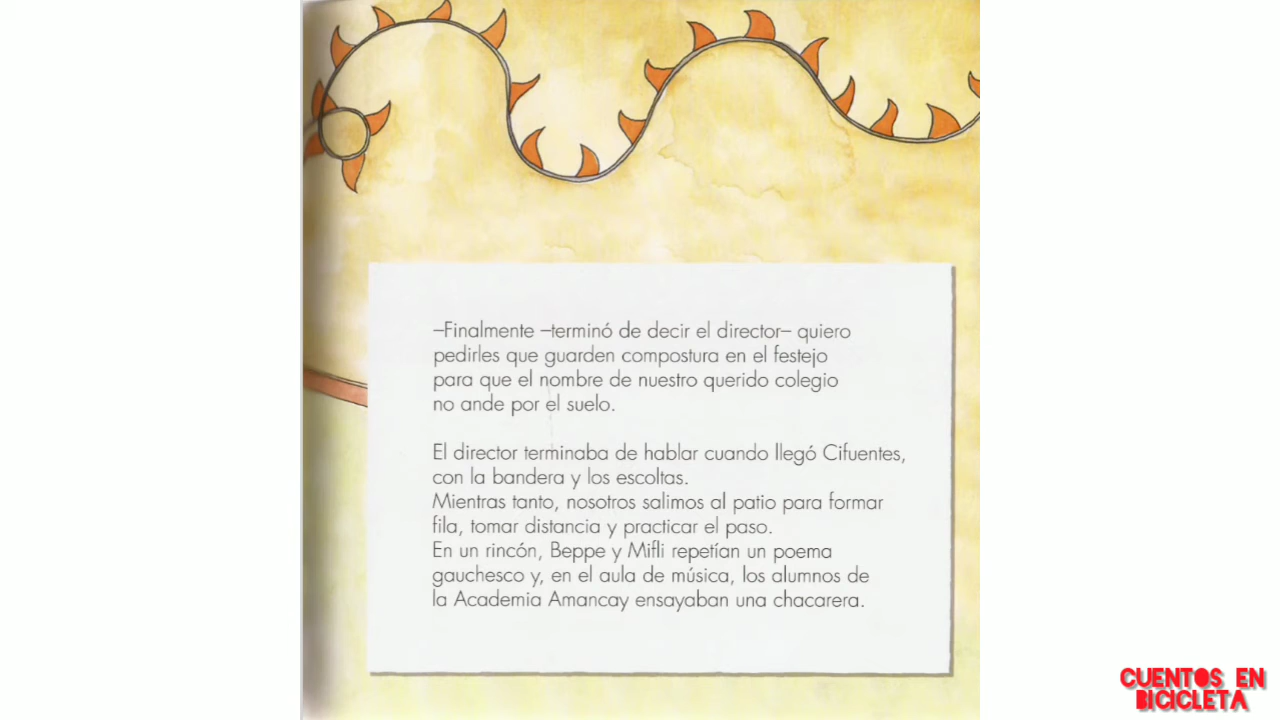 –Finalmente –terminó de decir el director– quiero
pedirles que guarden compostura en el festejo
para que el nombre de nuestro querido colegio
no ande por el suelo.
El director terminaba de hablar cuando llegó Cifuentes,
con la bandera y los escoltas.
Mientras tanto, nosotros salimos al patio para formar
fila, tomar distancia y practicar el paso.
En un rincón, Beppe y Mifli repetían un poema
gauchesco y, en el aula de música, los alumnos de
la Academia Amancay ensayaban una chacarera.
CUENTOS EN
BICICLETA